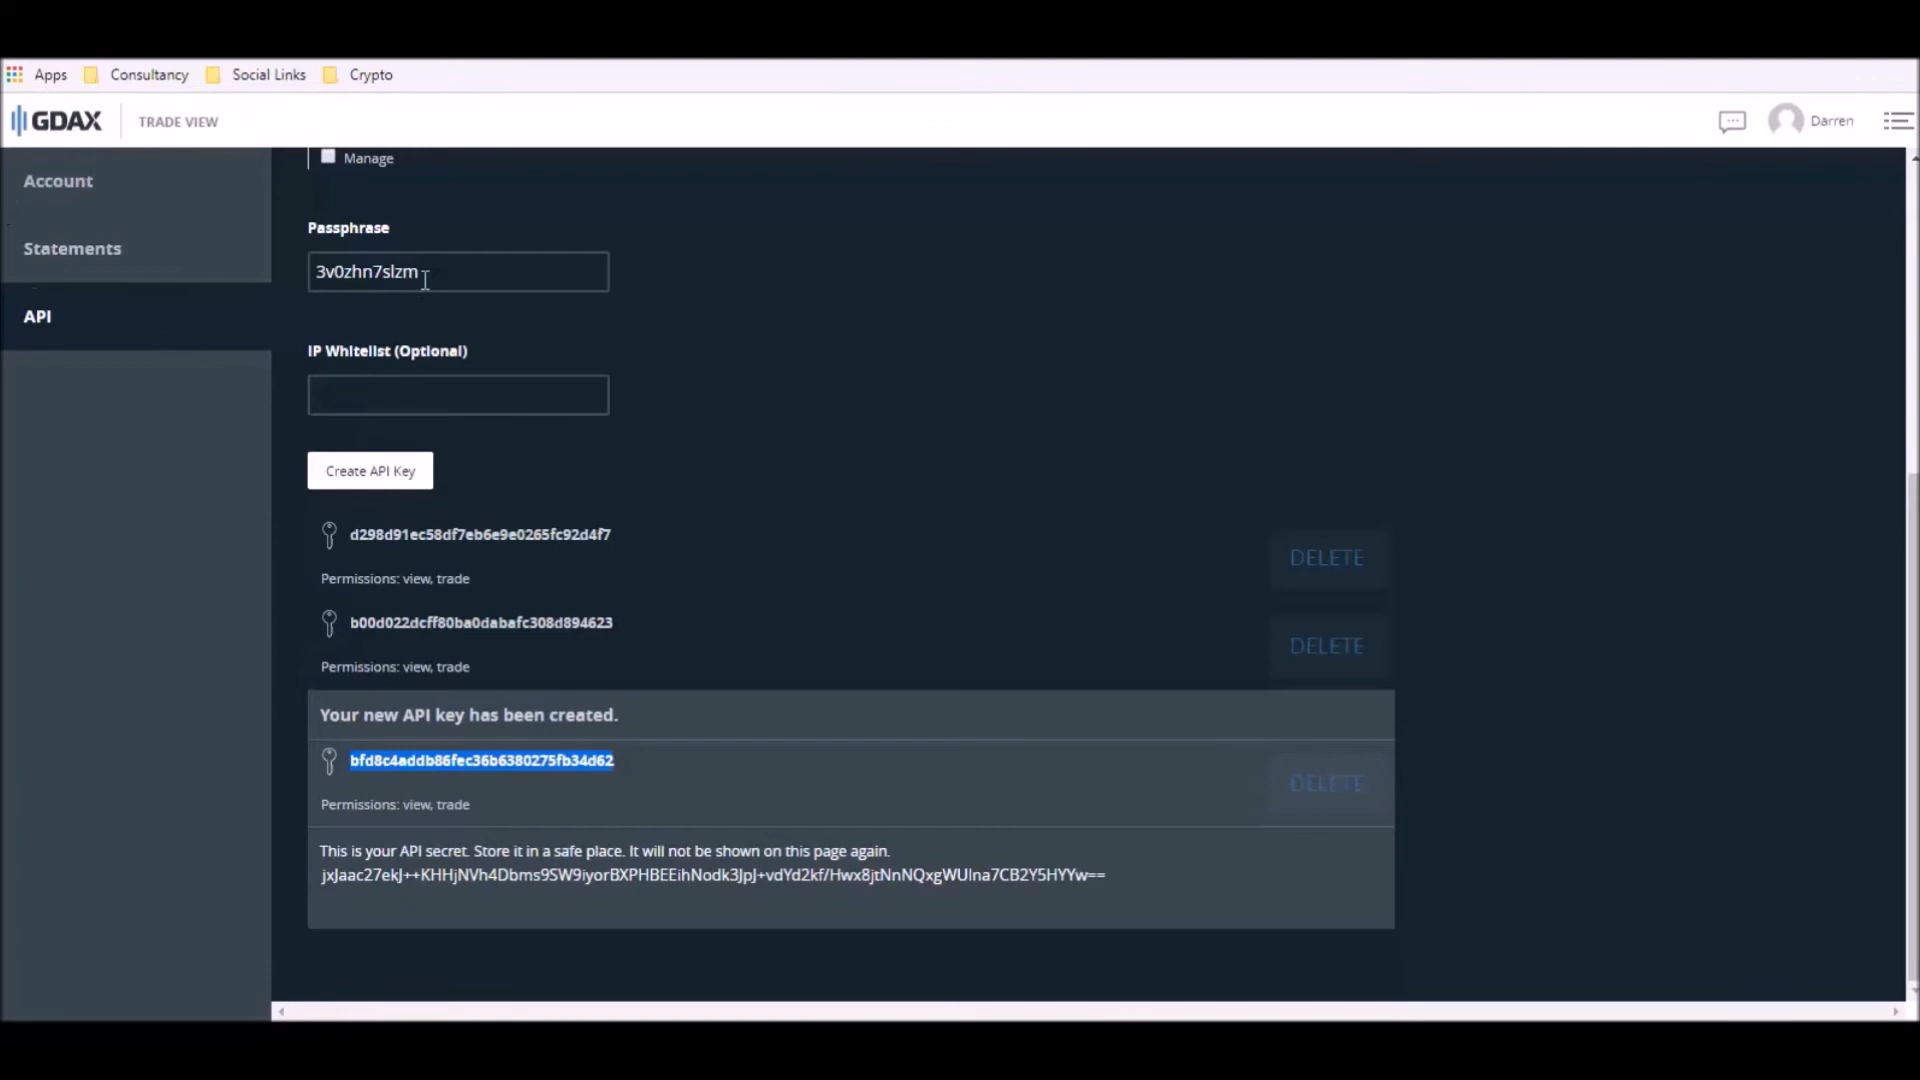 Apps
Consultancy
Social Links
Crypto
GDAX
TRADE VIEW
Darren
Account
Statements
API
Manage
Passphrase
3v0zhn7slzm
IP Whitelist (Optional)
Create API Key
d298d91ec58df7eb6e9e0265fc92d4f7
DELETE
Permissions: view, trade
b00d022dcff80ba0dabafc308d894623
DELETE
Permissions: view, trade
Your new API key has been created.
bfd8c4addb86fec36b6380275fb34d62
DELETE
Permissions: view, trade
This is your API secret. Store it in a safe place. It will not be shown on this page again.
jxJaac27ekJ++KHHjNVh4Dbms9SW9iyorBXPHBEEihNodk3JpJ+vdYd2kf/Hwx8jtNnNQxgWUlna7CB2Y5HYYw==